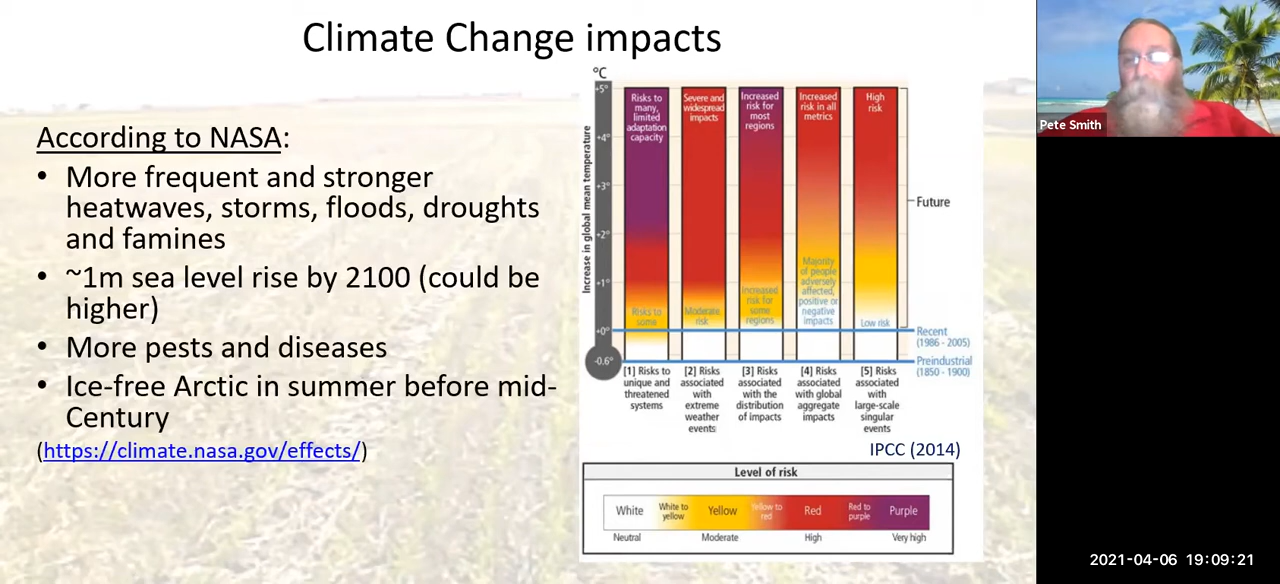 Climate Change impacts
According to NASA:
• More frequent and stronger
heatwaves, storms, floods, droughts
and famines
• ~1m sea level rise by 2100 (could be
higher)
• More pests and diseases
• Ice-free Arctic in summer before mid-
Century
(https://climate.nasa.gov/effects/)
°C
Increase in global mean temperature
+5°
+4°
+3°
+2°
+1°
+0°
-0.6°
Risks to
many,
limited
adaptation
capacity
Risks to
some
Severe and
widespread
impacts
Moderate
risk
Increased
risk for
most
regions
Increased
risk for
some
regions
Increased
risk in all
metrics
Majority
of people
adversely
affected,
positive or
negative
impacts
High
risk
Low risk
Future
Recent
(1986 - 2005)
Preindustrial
(1850 - 1900)
[1] Risks to
unique and
threatened
systems
[2] Risks
associated
with
extreme
weather
events
[3] Risks
associated
with the
distribution
of impacts
[4] Risks
associated
with global
aggregate
impacts
[5] Risks
associated
with
large-scale
singular
events
IPCC (2014)
Level of risk
White
White to
yellow
Yellow
Yellow to
red
Red
Red to
purple
Purple
Neutral
Moderate
High
Very high
Pete Smith
2021-04-06 19:09:21